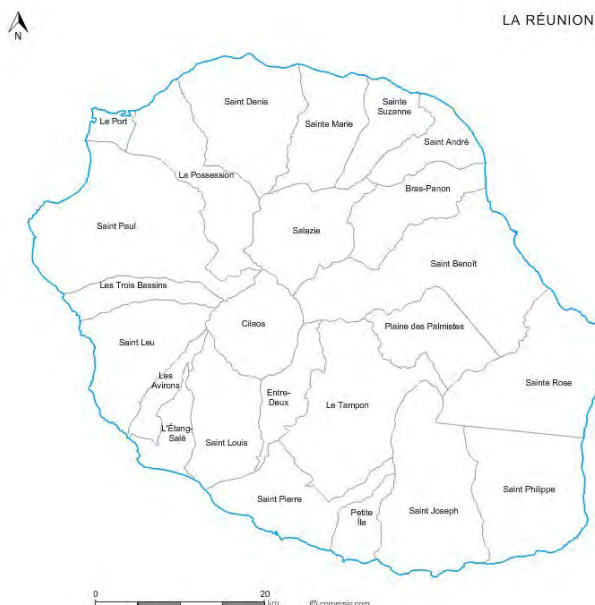 LA RÉUNION
N
Saint Denis
Sainte
Suzanne
Le Port
Sainte Marie
Saint André
La Possession
Bras-Panon
Saint Paul
Salazie
Saint Benoît
Les Trois Bassins
Cilaos
Plaine des Palmistes
Saint Leu
Les
Avirons
Sainte Rose
Entre-
Deux
Le Tampon
L'Étang-
Salé
Saint Louis
Saint Philippe
Saint Pierre
Petite
Île
Saint Joseph
0
20
km